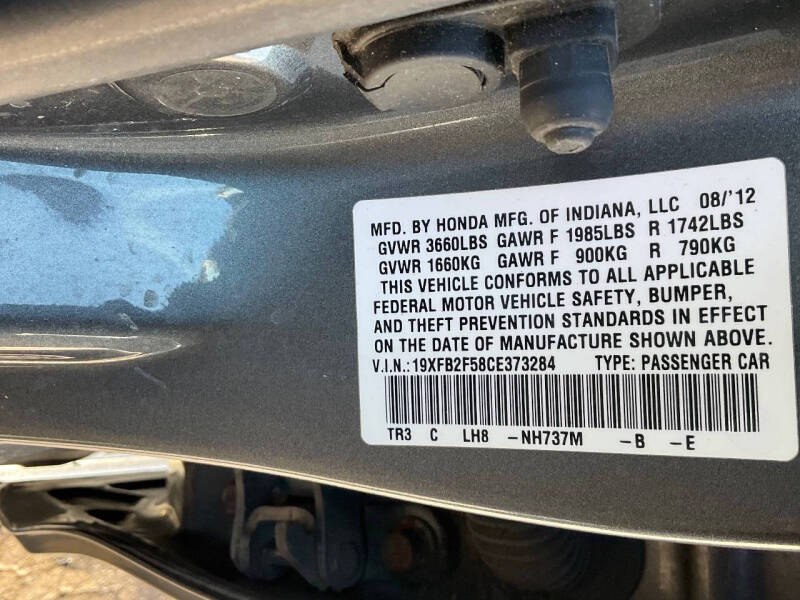 MFD. BY HONDA MFG. OF INDIANA, LLC 08/'12
GVWR 3660LBS GAWR F 1985LBS R 1742LBS
GVWR 1660KG GAWR F 900KG R 790KG
THIS VEHICLE CONFORMS TO ALL APPLICABLE
FEDERAL MOTOR VEHICLE SAFETY, BUMPER,
AND THEFT PREVENTION STANDARDS IN EFFECT
ON THE DATE OF MANUFACTURE SHOWN ABOVE.
V.I.N.: 19XFB2F58CE373284 TYPE: PASSENGER CAR
TR3 C LH8 -NH737M -B -E